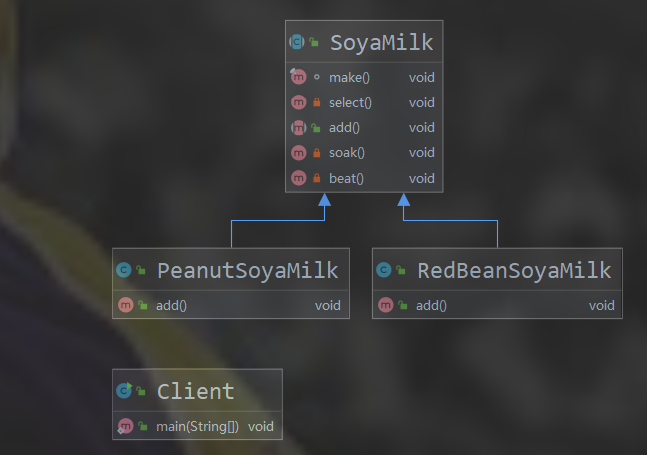 SoyaMilk
make() void
select() void
add() void
soak() void
beat() void
PeanutSoyaMilk
add() void
RedBeanSoyaMilk
add() void
Client
main(String[]) void